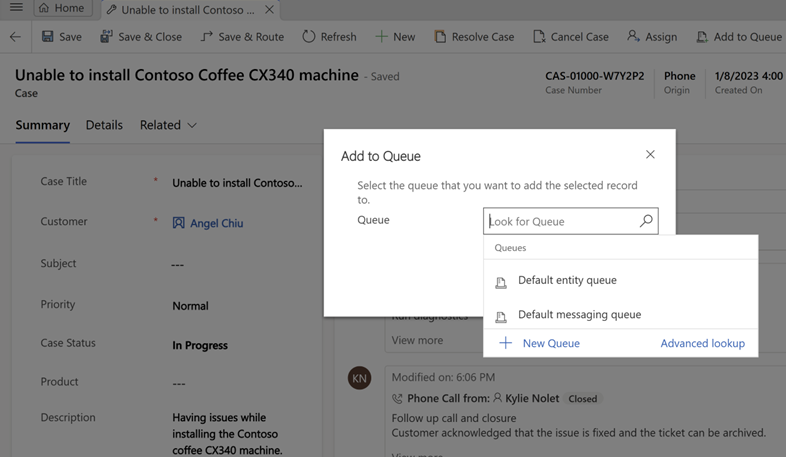 Home
Unable to install Contoso Coffee ...
Save
Save & Close
Save & Route
Refresh
New
Resolve Case
Cancel Case
Assign
Add to Queue
Unable to install Contoso Coffee CX340 machine - Saved
Case
CAS-01000-W7Y2P2
Case Number
Phone
Origin
1/8/2023 4:00
Created On
Summary
Details
Related
Add to Queue
Select the queue that you want to add the selected record
to.
Queue
Look for Queue
Queues
Default entity queue
Default messaging queue
New Queue
Advanced lookup
Case Title * Unable to install Contoso...
Customer * Angel Chiu
Subject ---
Priority Normal
Case Status In Progress
Product ---
Description Having issues while
installing the Contoso
coffee CX340 machine.
Run diagnostics
View more
KN
Modified on: 6:06 PM
Phone Call from: Kylie Nolet Closed
Follow up call and closure
Customer acknowledged that the issue is fixed and the ticket can be archived.
View more